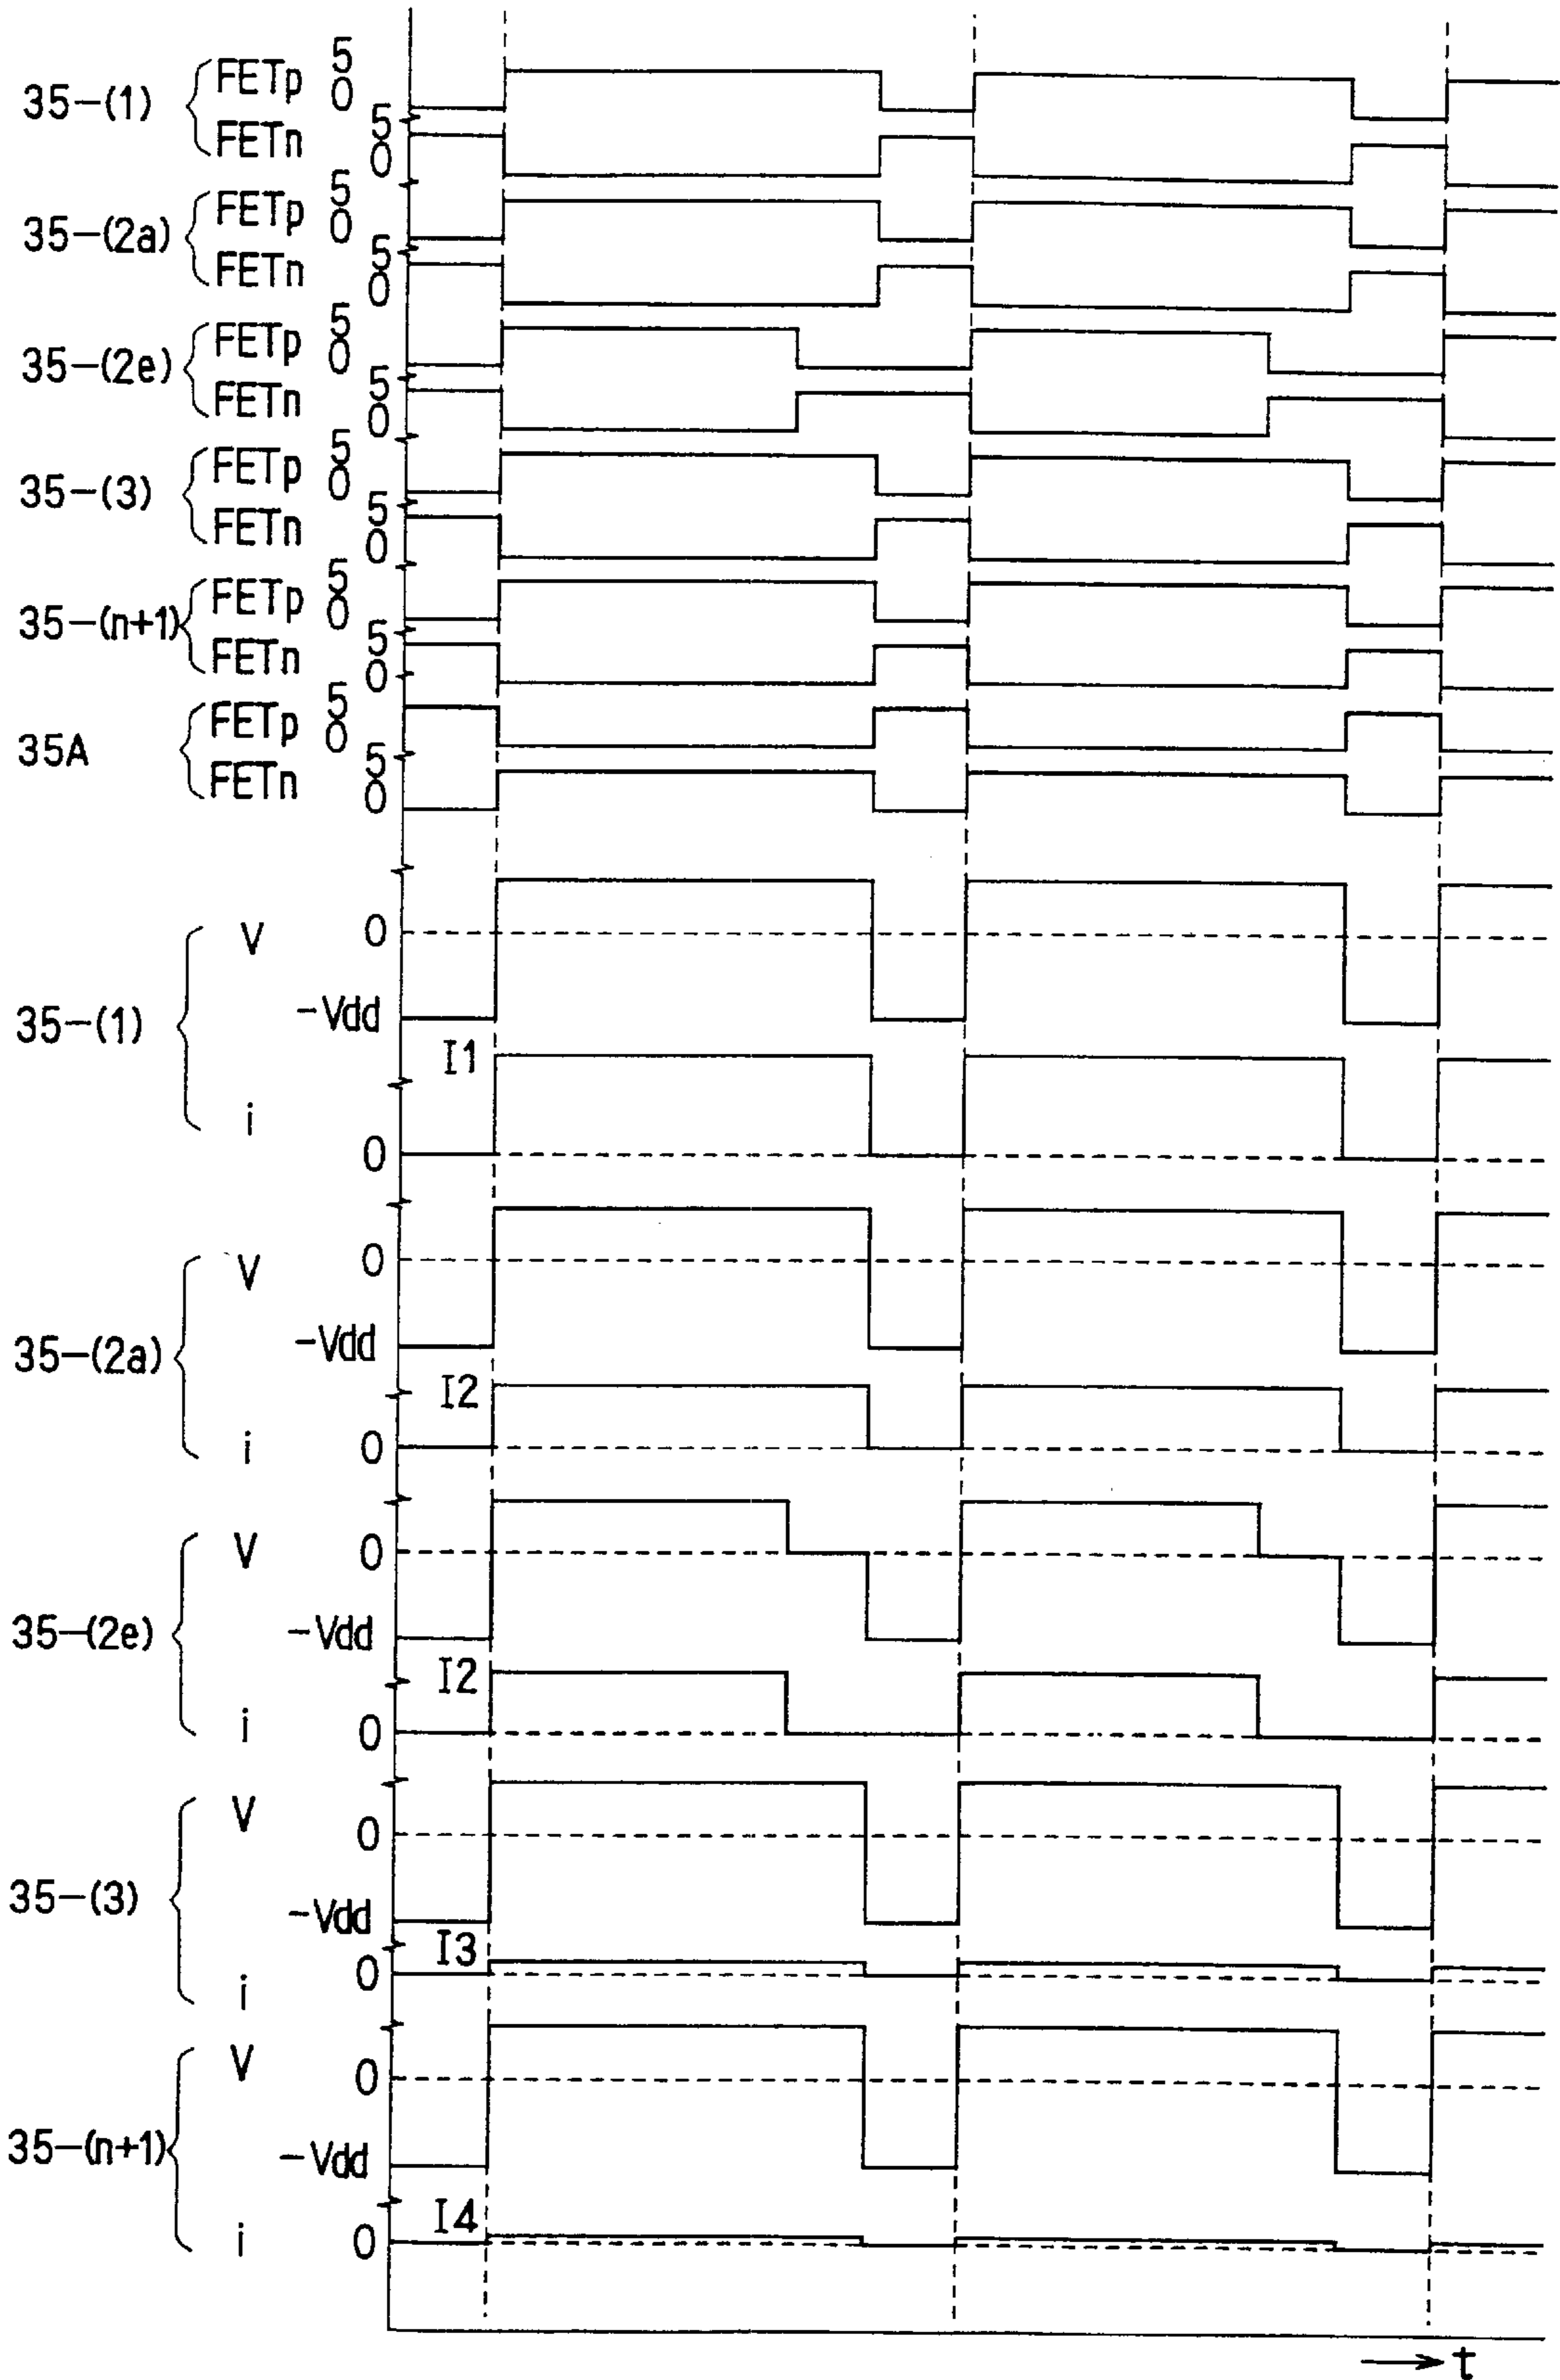 35-(1) FETp 5 0
FETn 5 0
35-(2a) FETp 5 0
FETn 5 0
35-(2e) FETp 5 0
FETn 5 0
35-(3) FETp 5 0
FETn 5 0
35-(n+1) FETp 5 0
FETn 5 0
35A FETp 5 0
FETn 5 0
V 0
35-(1) -Vdd
I1
i 0
V 0
35-(2a) -Vdd
I2
i 0
V 0
35-(2e) -Vdd
I2
i 0
V 0
35-(3) -Vdd
I3
i 0
V 0
35-(n+1) -Vdd
I4
i 0
t